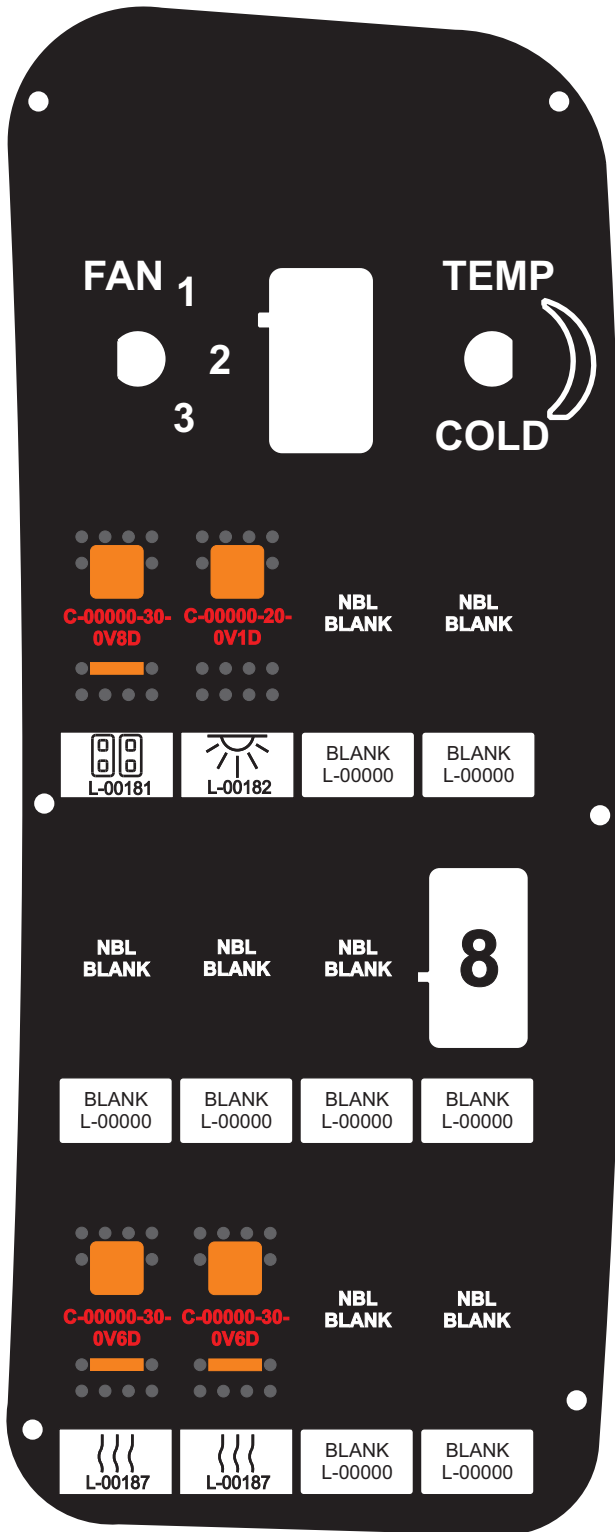 FAN
1
2
3
TEMP
COLD
C-00000-30-
0V8D
C-00000-20-
0V1D
NBL
BLANK
NBL
BLANK
L-00181
L-00182
BLANK
L-00000
BLANK
L-00000
NBL
BLANK
NBL
BLANK
NBL
BLANK
8
BLANK
L-00000
BLANK
L-00000
BLANK
L-00000
BLANK
L-00000
C-00000-30-
0V6D
C-00000-30-
0V6D
NBL
BLANK
NBL
BLANK
L-00187
L-00187
BLANK
L-00000
BLANK
L-00000